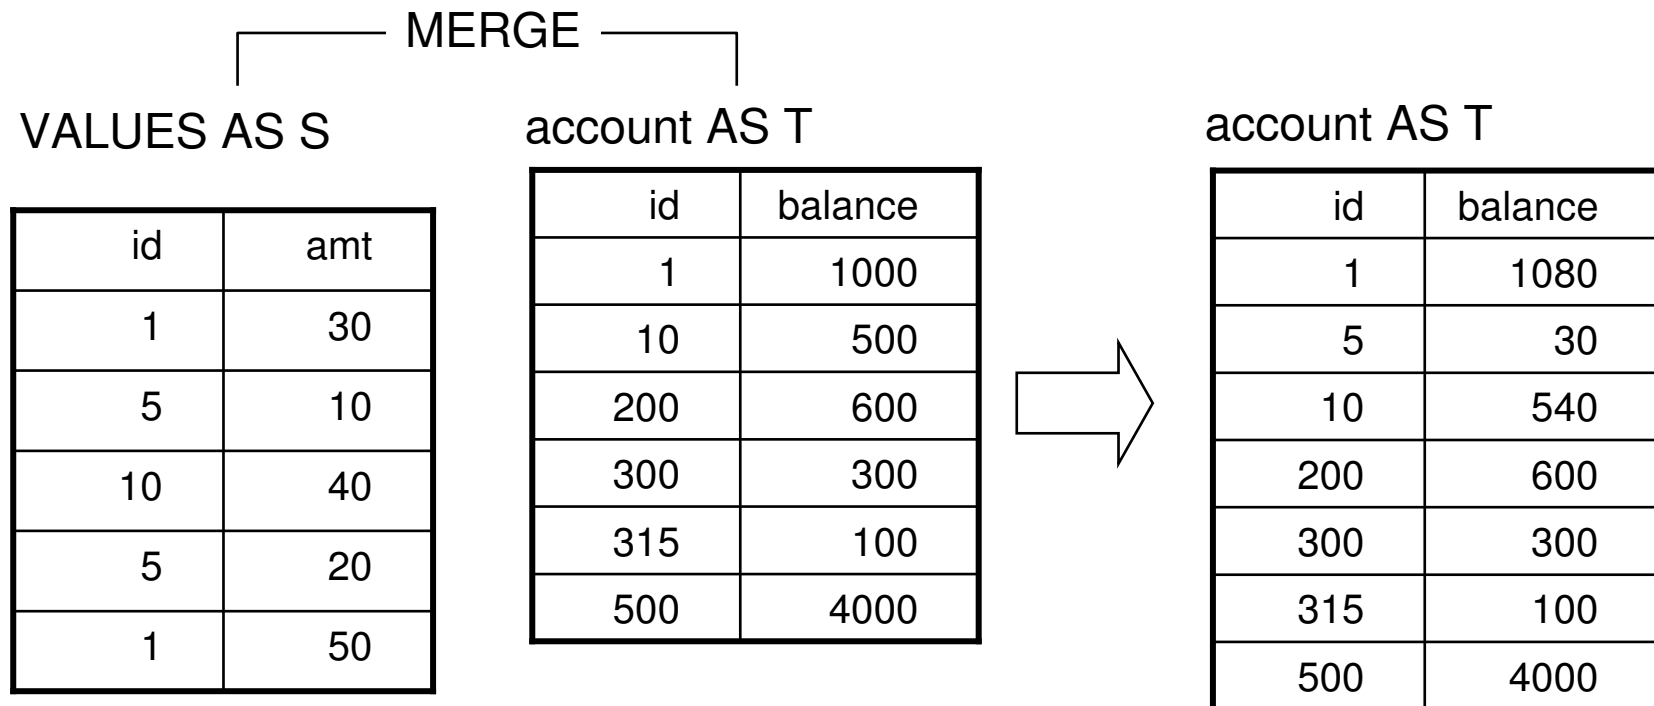 MERGE
VALUES AS S
id amt
1 30
5 10
10 40
5 20
1 50
account AS T
id balance
1 1000
10 500
200 600
300 300
315 100
500 4000
account AS T
id balance
1 1080
5 30
10 540
200 600
300 300
315 100
500 4000